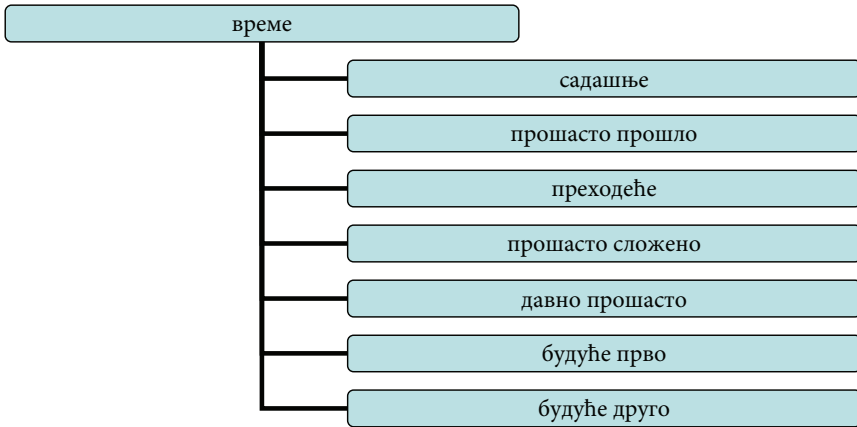 време
садашње
прошасто прошло
преходеће
прошасто сложено
давно прошасто
будуће прво
будуће друго